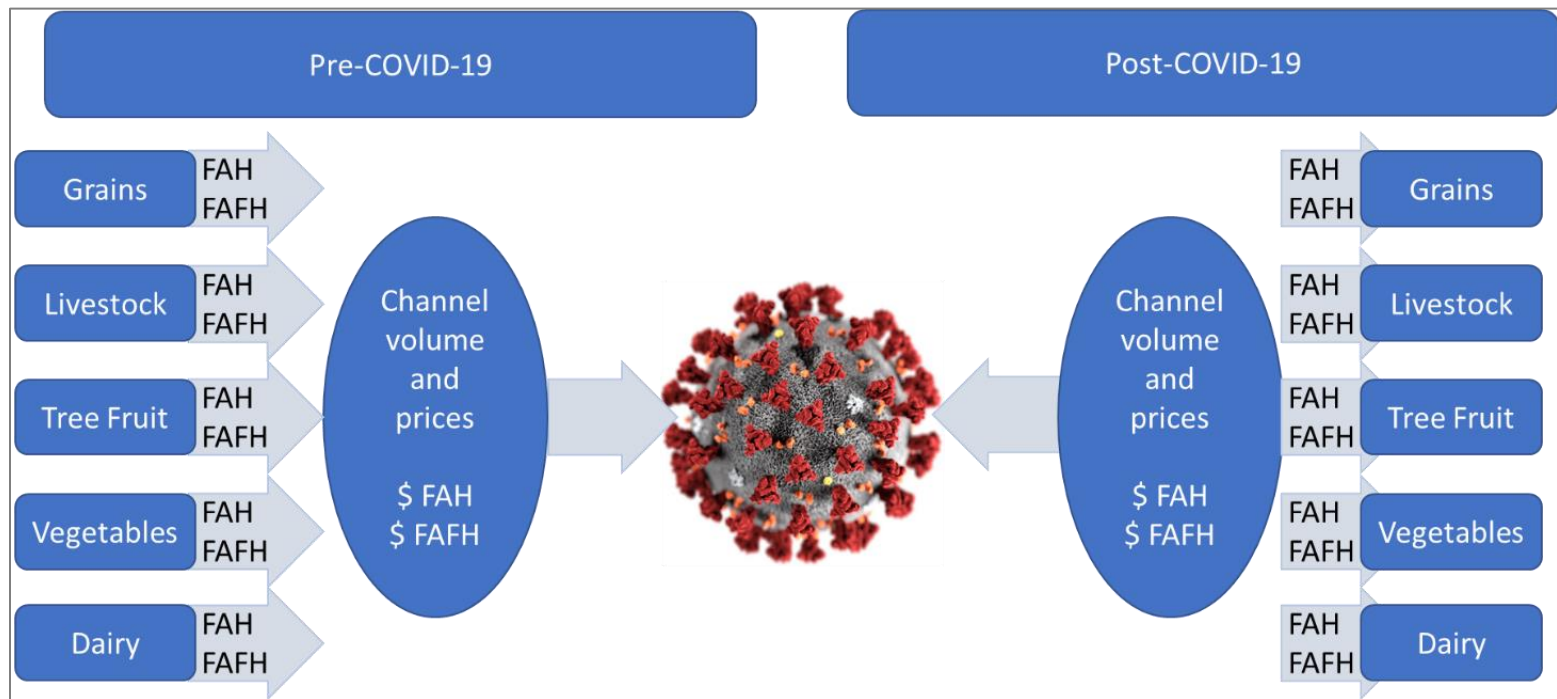 Pre-COVID-19
Post-COVID-19
Grains
FAH
FAFH
Livestock
FAH
FAFH
Tree Fruit
FAH
FAFH
Vegetables
FAH
FAFH
Dairy
FAH
FAFH
Channel
volume
and
prices
$ FAH
$ FAFH
Channel
volume
and
prices
$ FAH
$ FAFH
FAH
FAFH
Grains
FAH
FAFH
Livestock
FAH
FAFH
Tree Fruit
FAH
FAFH
Vegetables
FAH
FAFH
Dairy